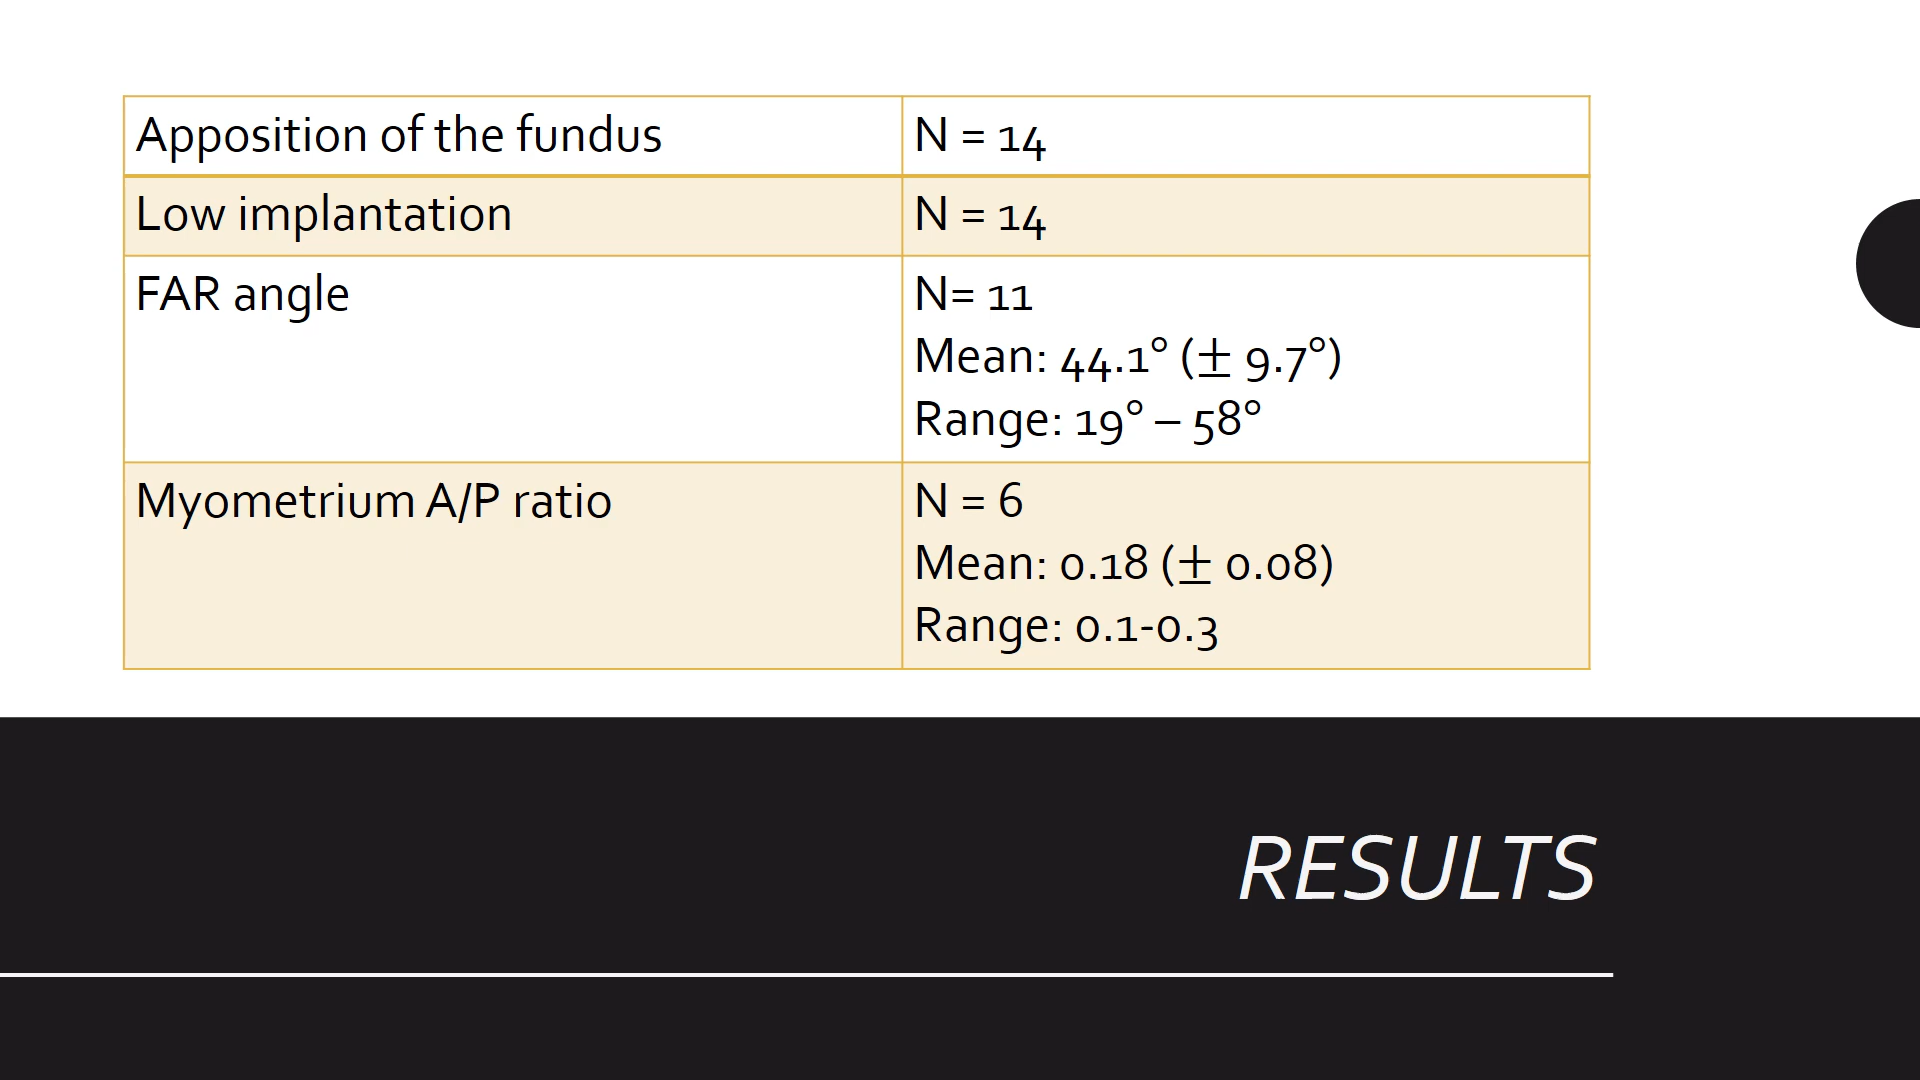 Apposition of the fundus
N = 14
Low implantation
N = 14
FAR angle
N= 11
Mean: 44.1° (± 9.7°)
Range: 19° – 58°
Myometrium A/P ratio
N = 6
Mean: 0.18 (± 0.08)
Range: 0.1-0.3
RESULTS